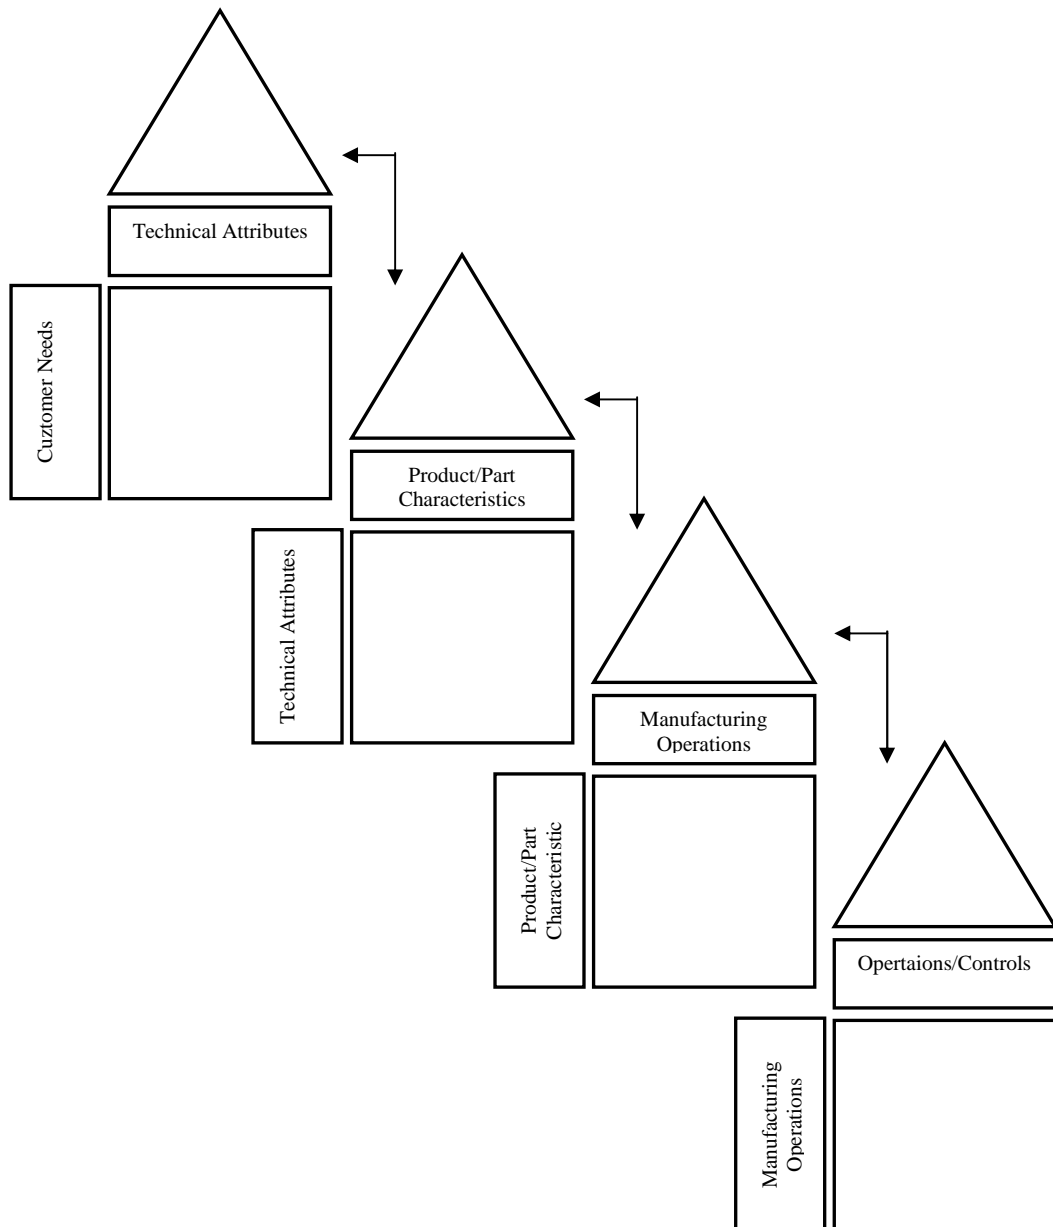 Technical Attributes
Cuztomer Needs
Product/Part
Characteristics
Technical Attributes
Manufacturing
Operations
Product/Part
Characteristic
Opertaions/Controls
Manufacturing
Operations